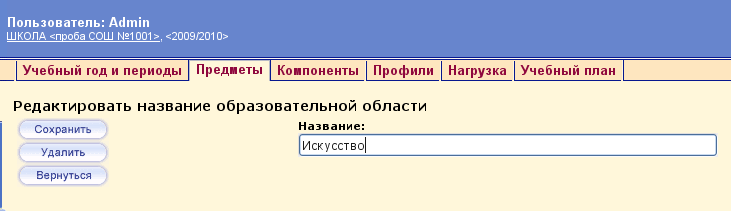 Пользователь: Admin
ШКОЛА <проба СОШ №1001>, <2009/2010>
Учебный год и периоды Предметы Компоненты Профили Нагрузка Учебный план
Редактировать название образовательной области
Сохранить
Название:
Удалить
Искусство
Вернуться